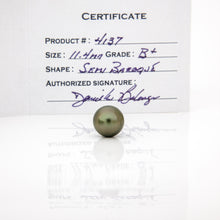 CERTIFICATE
PRODUCT #: 4137
SIZE: 11.4mm GRADE: B+
SHAPE: SEMI BAROQUE
AUTHORIZED SIGNATURE: